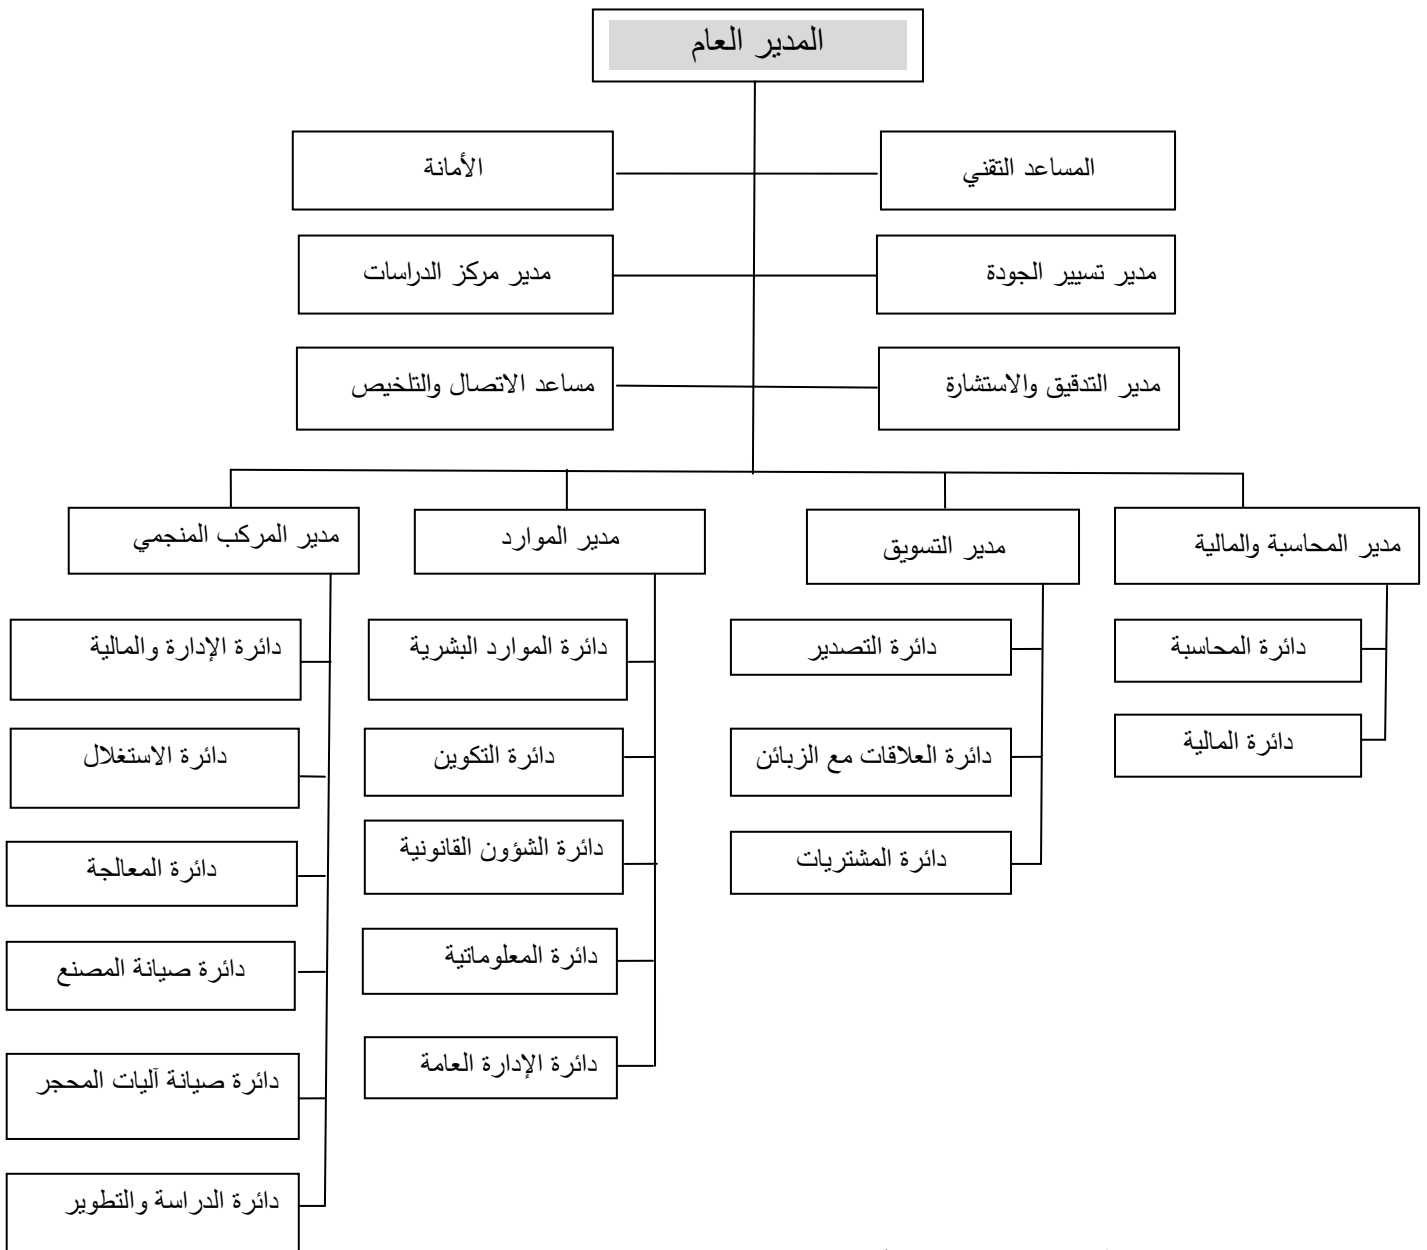 المدير العام
المساعد التقني
الأمانة
مدير تسيير الجودة
مدير مركز الدراسات
مدير التدقيق والاستشارة
مساعد الاتصال والتلخيص
مدير المحاسبة والمالية
مدير التسويق
مدير الموارد
مدير المركب المنجمي
دائرة المحاسبة
دائرة المالية
دائرة التصدير
دائرة العلاقات مع الزبائن
دائرة المشتريات
دائرة الموارد البشرية
دائرة التكوين
دائرة الشؤون القانونية
دائرة المعلوماتية
دائرة الإدارة العامة
دائرة الإدارة والمالية
دائرة الاستغلال
دائرة المعالجة
دائرة صيانة المصنع
دائرة صيانة آليات المحجر
دائرة الدراسة والتطوير